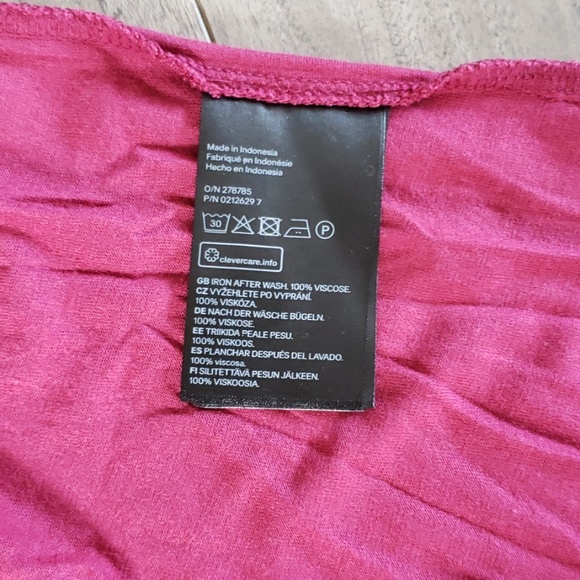 Made in Indonesia
Fabriqué en Indonésie
Hecho en Indonesia
O/N 278785
P/N 0212629 7
30 P
clevercare.info
GB IRON AFTER WASH. 100% VISCOSE.
CZ VYŽEHLETE PO VYPRÁNÍ.
100% VISKÓZA.
DE NACH DER WÄSCHE BÜGELN.
100% VISKOSE.
EE TRIIKIDA PEALE PESU.
100% VISKOOS.
ES PLANCHAR DESPUÉS DEL LAVADO.
100% viscosa.
FI SILITETTÄVÄ PESUN JÄLKEEN.
100% VISKOOSIA.